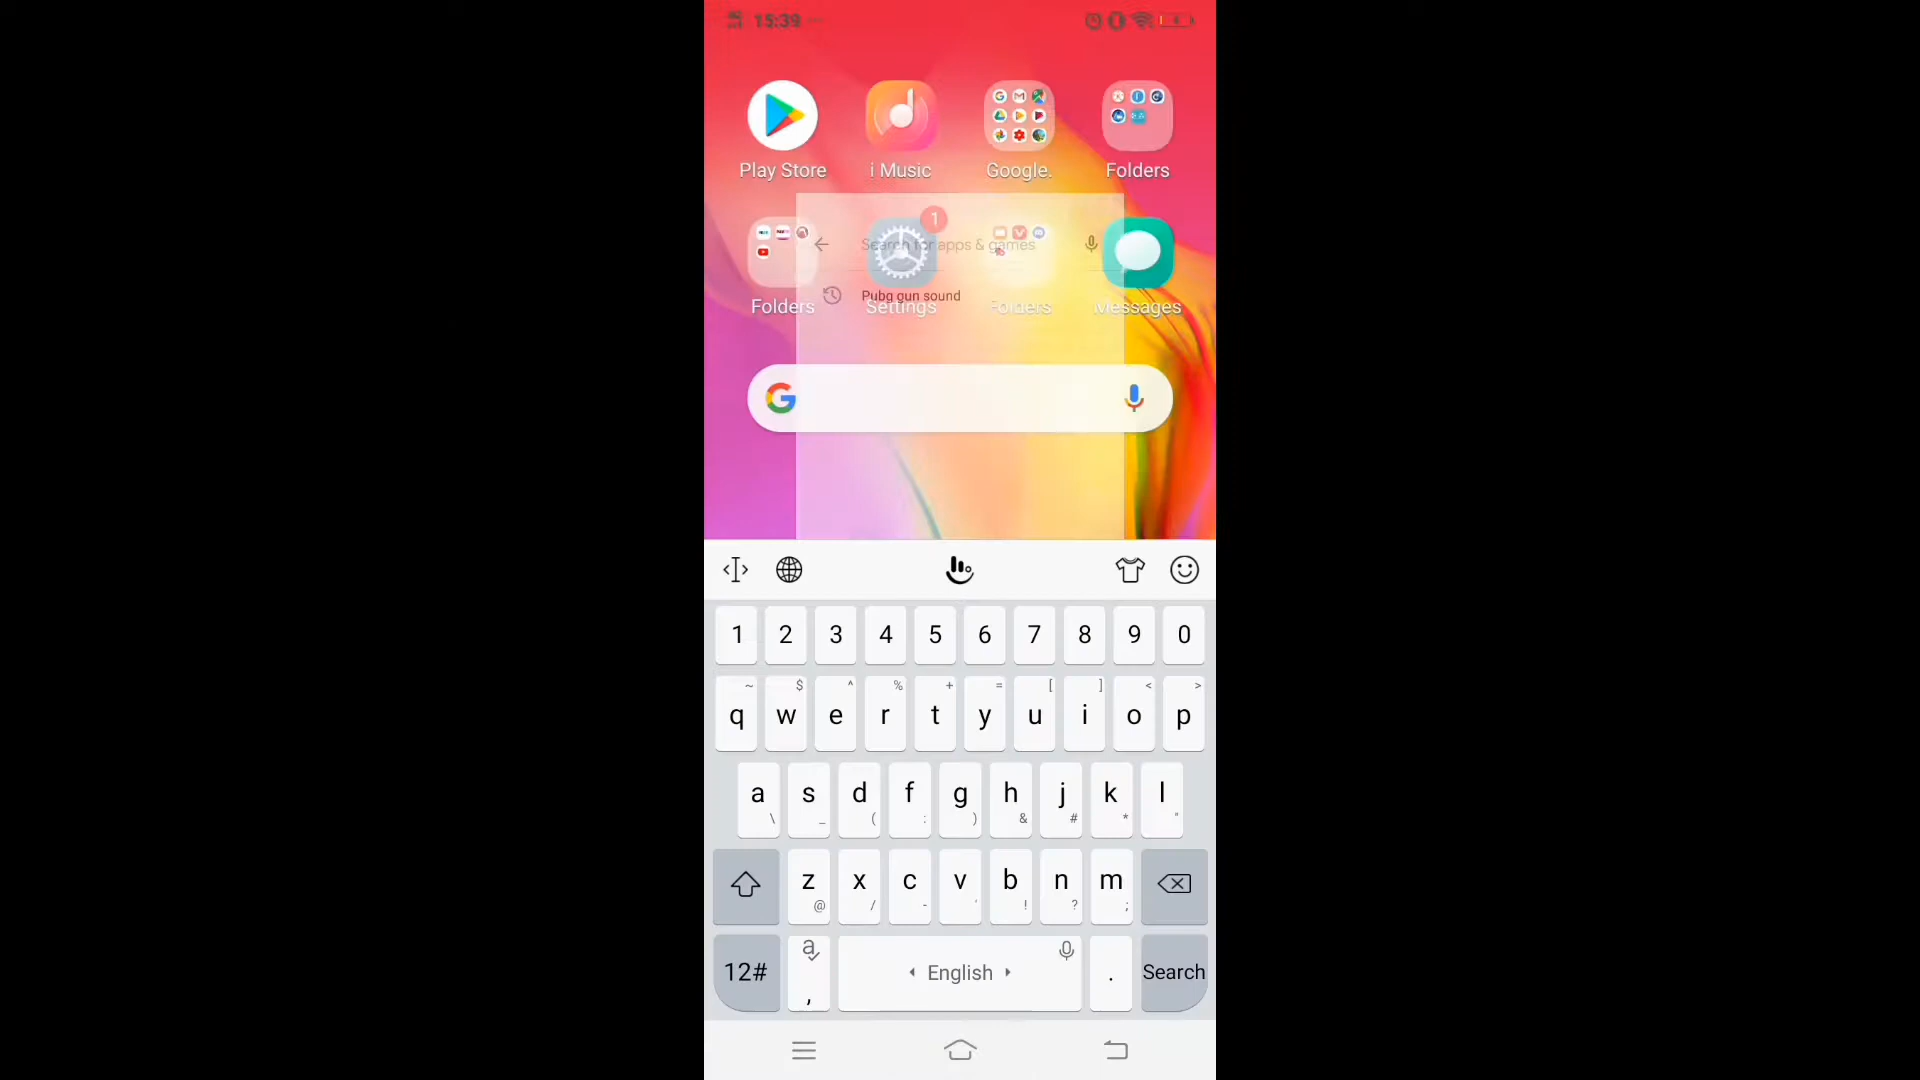 15:39
Play Store
i Music
Google.
Folders
1
Search for apps & games
Pubg gun sound
Folders
Settings
Folders
Messages
1 2 3 4 5 6 7 8 9 0
~ $ ^ % + = [ ] < >
q w e r t y u i o p
a s d f g h j k l
\ _ ( : ) & # * "
z x c v b n m
@ / - ' ! ? ;
12# a , English . Search